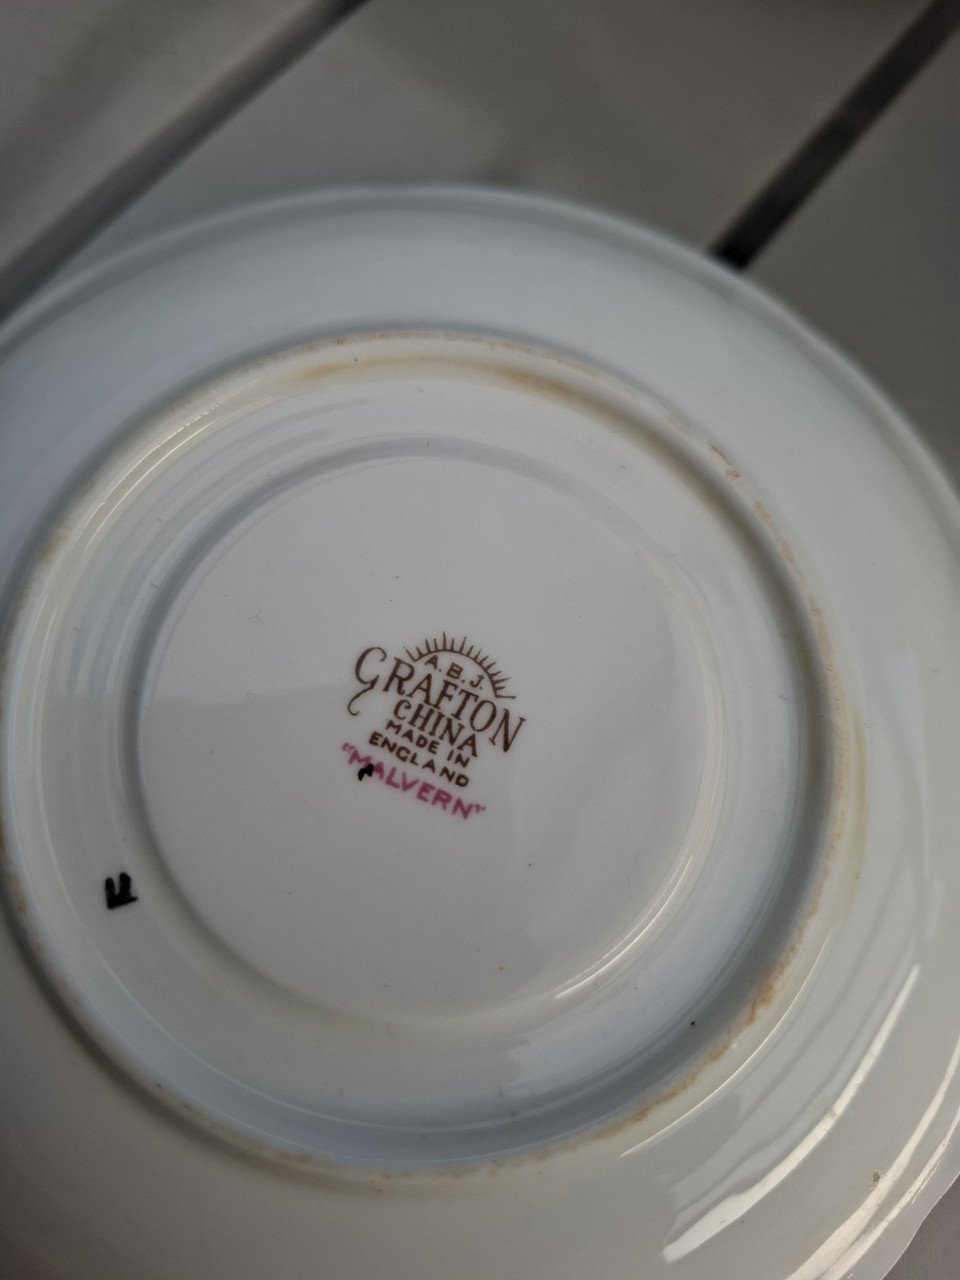 A.B.J.
GRAFTON
CHINA
MADE IN
ENGLAND
"MALVERN"